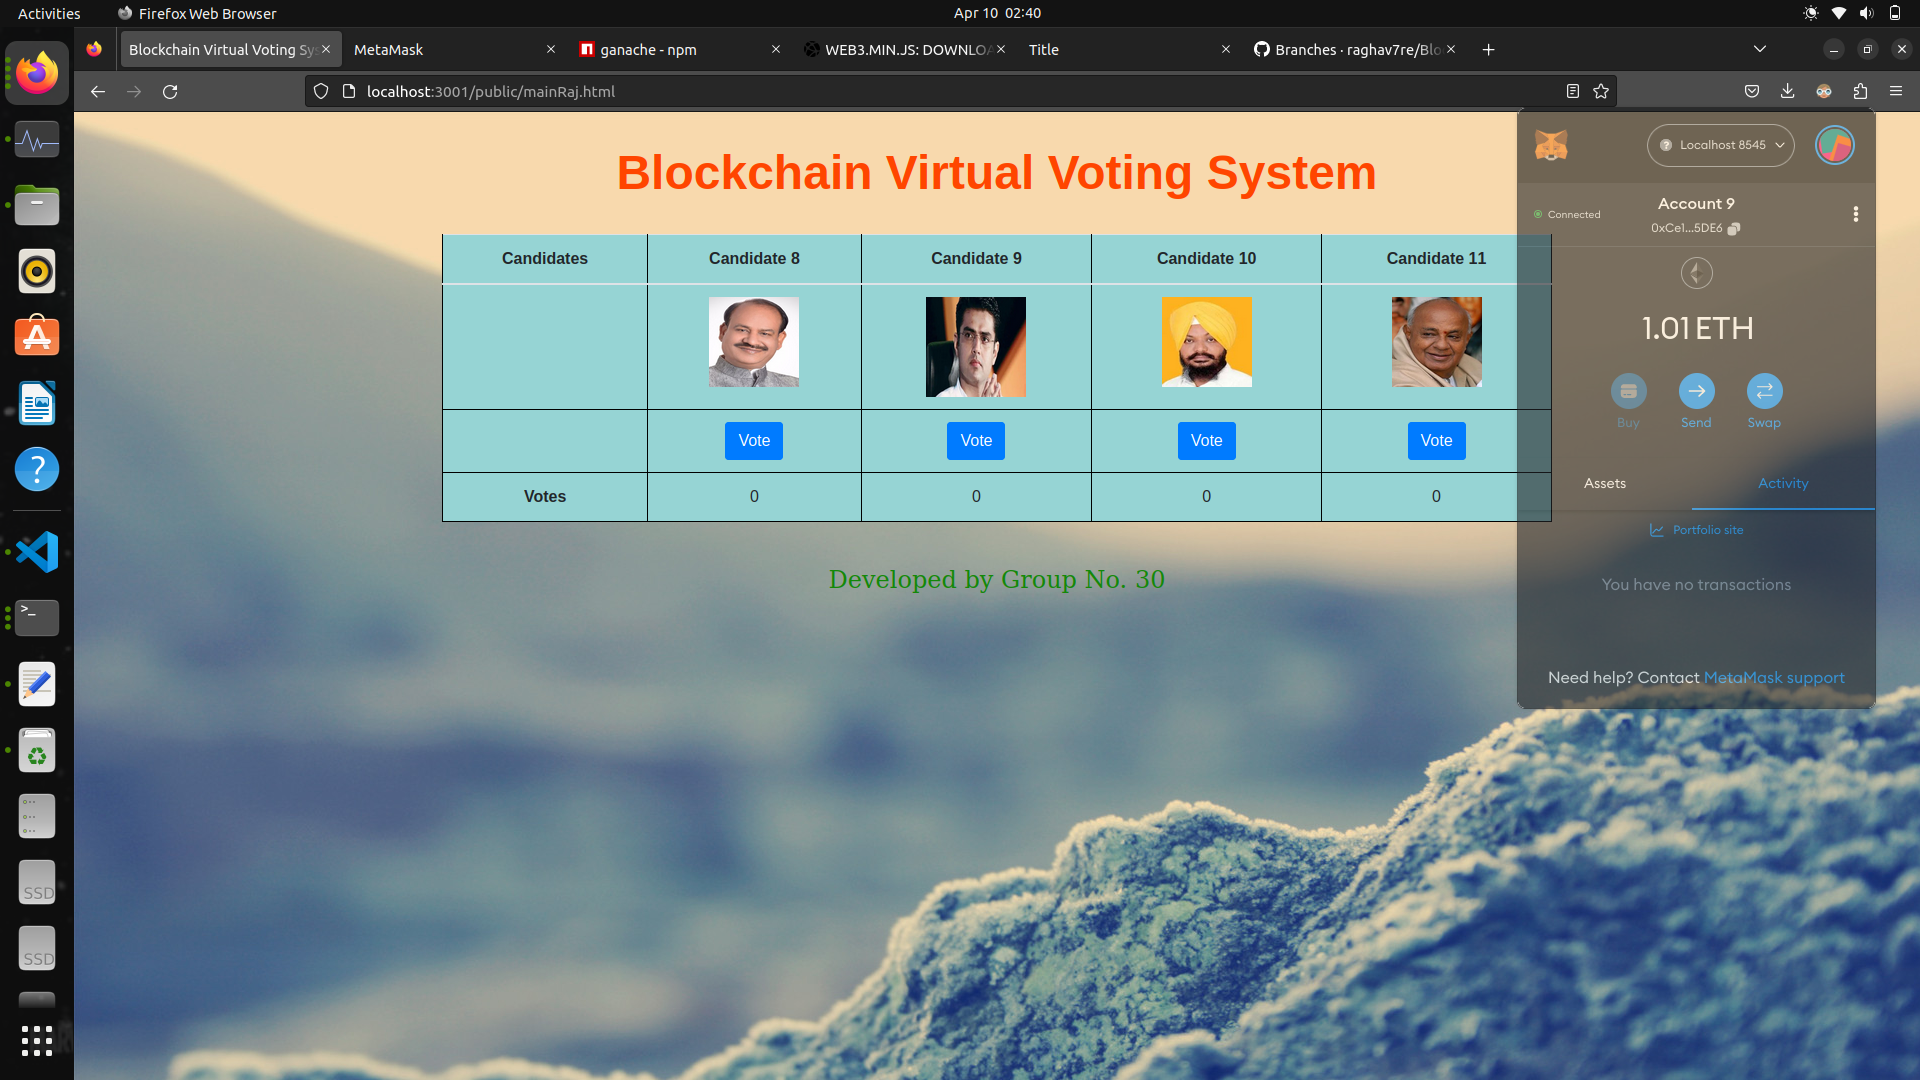 Activities
Firefox Web Browser
Apr 10 02:40
Blockchain Virtual Voting Sys
MetaMask
ganache - npm
WEB3.MIN.JS: DOWNLOA
Title
Branches · raghav7re/Blo
localhost:3001/public/mainRaj.html
Blockchain Virtual Voting System
Candidates Candidate 8 Candidate 9 Candidate 10 Candidate 11
Vote Vote Vote Vote
Votes 0 0 0 0
Developed by Group No. 30
Localhost 8545
Connected
Account 9
0xCe1...5DE6
1.01 ETH
Buy Send Swap
Assets Activity
Portfolio site
You have no transactions
Need help? Contact MetaMask support
SSD
SSD